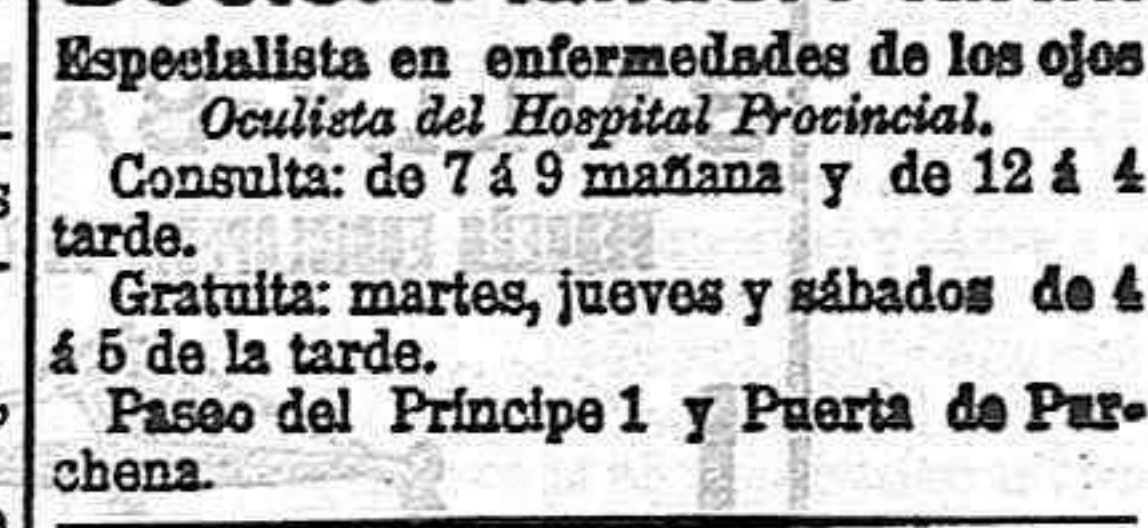 Especialista en enfermedades de los ojos
Oculista del Hospital Provincial.
Consulta: de 7 á 9 mañana y de 12 á 4
tarde.
Gratuita: martes, jueves y sábados de 4
á 5 de la tarde.
Paseo del Príncipe 1 y Puerta de Pur-
chena.